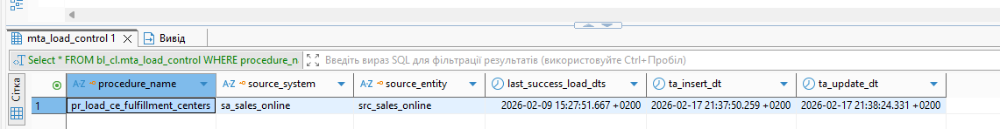 mta_load_control 1
Вивід
Select * FROM bl_cl.mta_load_control WHERE procedure_n
Введіть вираз SQL для фільтрації результатів (використовуйте Ctrl+Пробіл)
Сітка
A-Z procedure_name
A-Z source_system
A-Z source_entity
last_success_load_dts
ta_insert_dt
ta_update_dt
1 pr_load_ce_fulfillment_centers sa_sales_online src_sales_online 2026-02-09 15:27:51.667 +0200 2026-02-17 21:37:50.259 +0200 2026-02-17 21:38:24.331 +0200